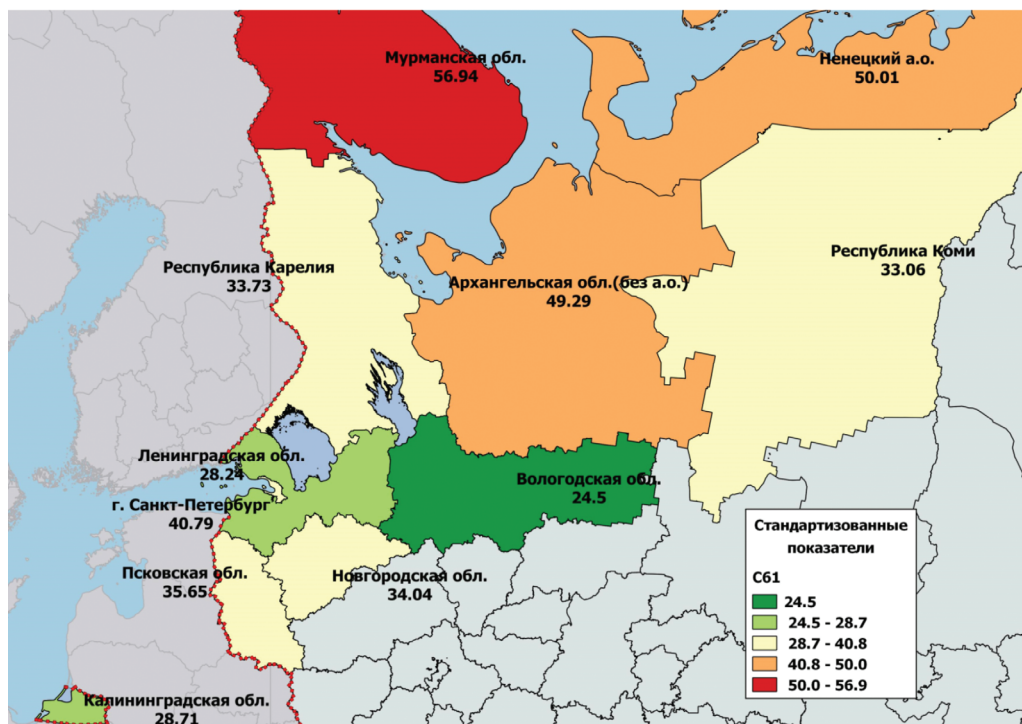 Мурманская обл.
56.94
Ненецкий а.о.
50.01
Республика Карелия
33.73
Архангельская обл.(без а.о.)
49.29
Республика Коми
33.06
Ленинградская обл.
28.24
г. Санкт-Петербург
40.79
Вологодская обл.
24.5
Псковская обл.
35.65
Новгородская обл.
34.04
Калининградская обл.
28.71
Стандартизованные
показатели
С61
24.5
24.5 - 28.7
28.7 - 40.8
40.8 - 50.0
50.0 - 56.9